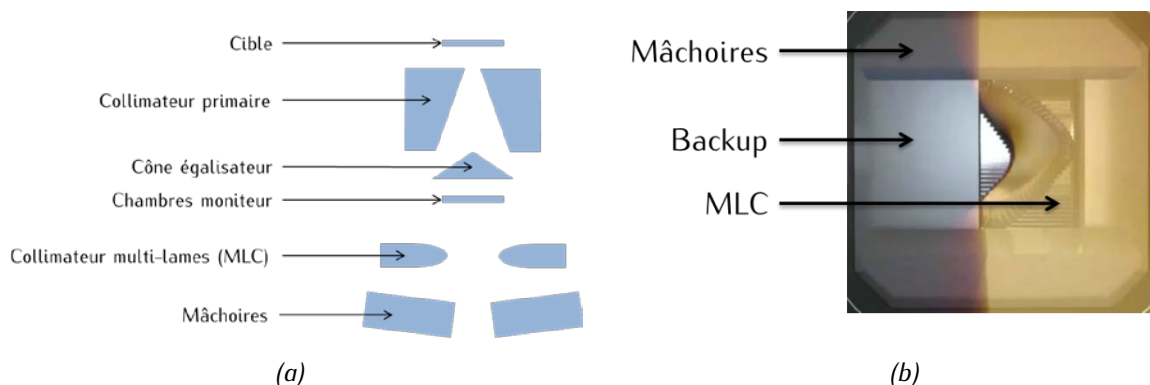 Cible
Collimateur primaire
Cône égalisateur
Chambres moniteur
Collimateur multi-lames (MLC)
Mâchoires
(a)
Mâchoires
Backup
MLC
(b)